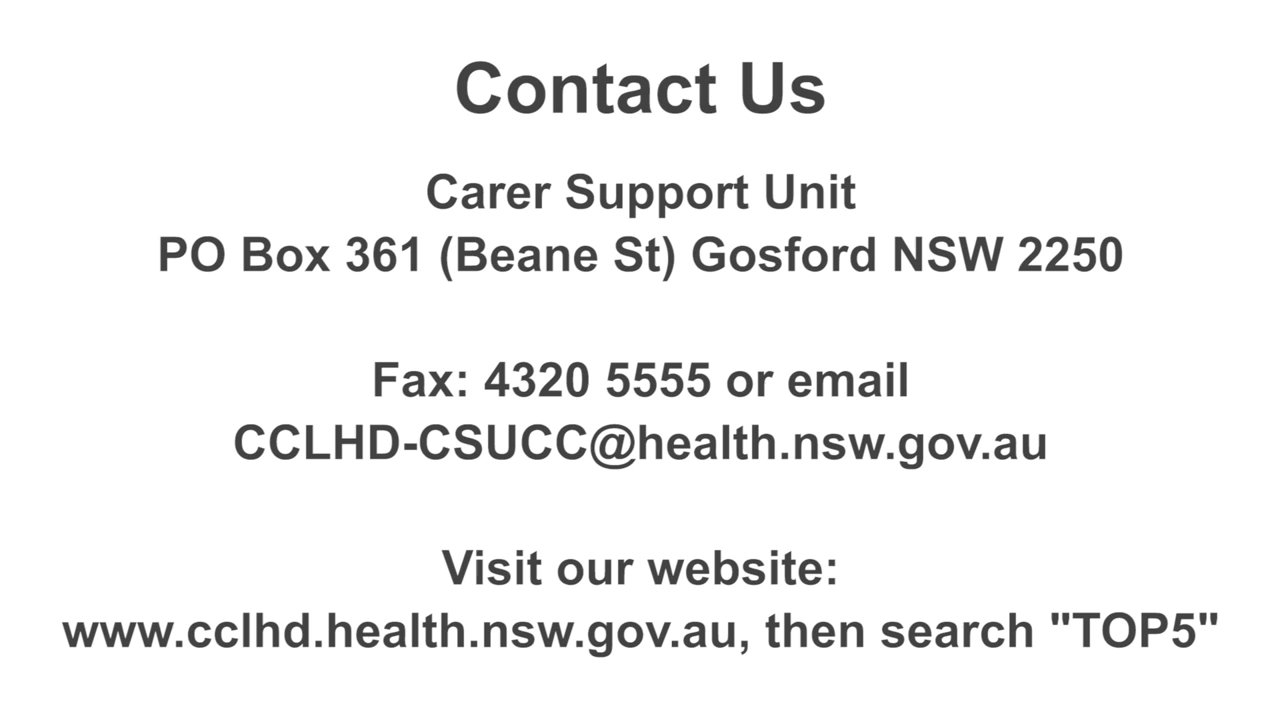 Contact Us
Carer Support Unit
PO Box 361 (Beane St) Gosford NSW 2250
Fax: 4320 5555 or email
CCLHD-CSUCC@health.nsw.gov.au
Visit our website:
www.cclhd.health.nsw.gov.au, then search "TOP5"